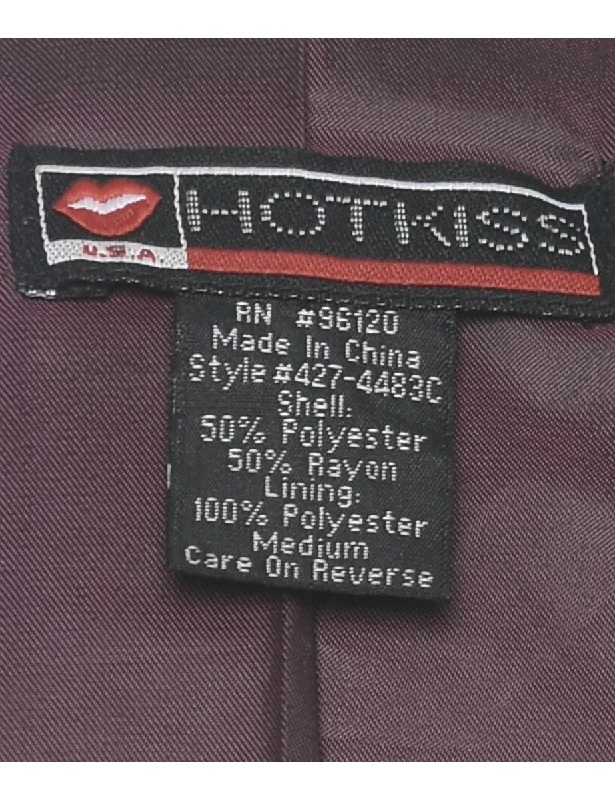 HOTKISS
U.S.A.
RN #96120
Made In China
Style #427-4483C
Shell:
50% Polyester
50% Rayon
Lining:
100% Polyester
Medium
Care On Reverse